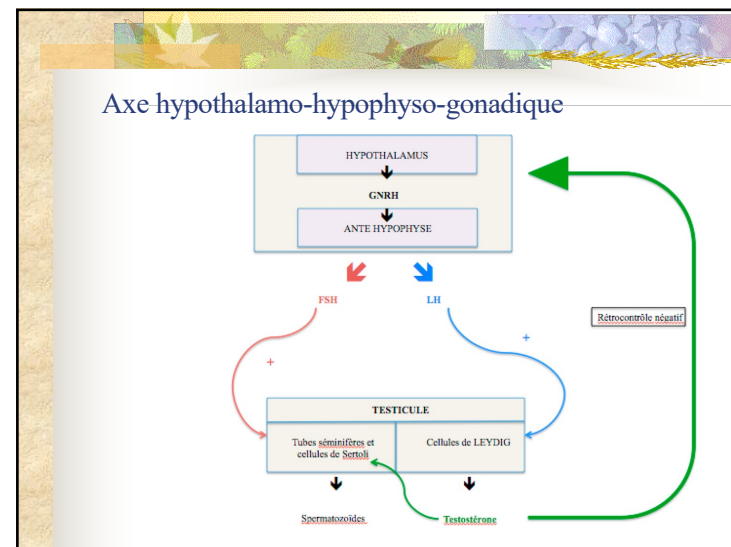 Axe hypothalamo-hypophyso-gonadique
HYPOTHALAMUS
GNRH
ANTE HYPOPHYSE
FSH
LH
Rétrocontrôle négatif
+
+
TESTICULE
Tubes séminifères et
cellules de Sertoli
Cellules de LEYDIG
Spermatozoïdes
Testostérone